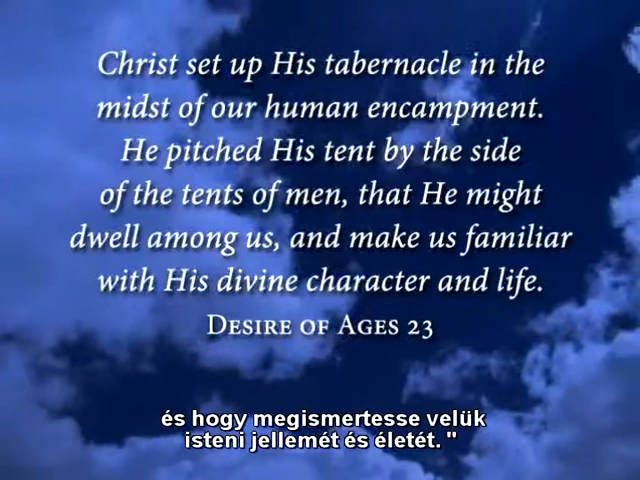 Christ set up His tabernacle in the
midst of our human encampment.
He pitched His tent by the side
of the tents of men, that He might
dwell among us, and make us familiar
with His divine character and life.
Desire of Ages 23
és hogy megismertesse velük
isteni jellemét és életét. "